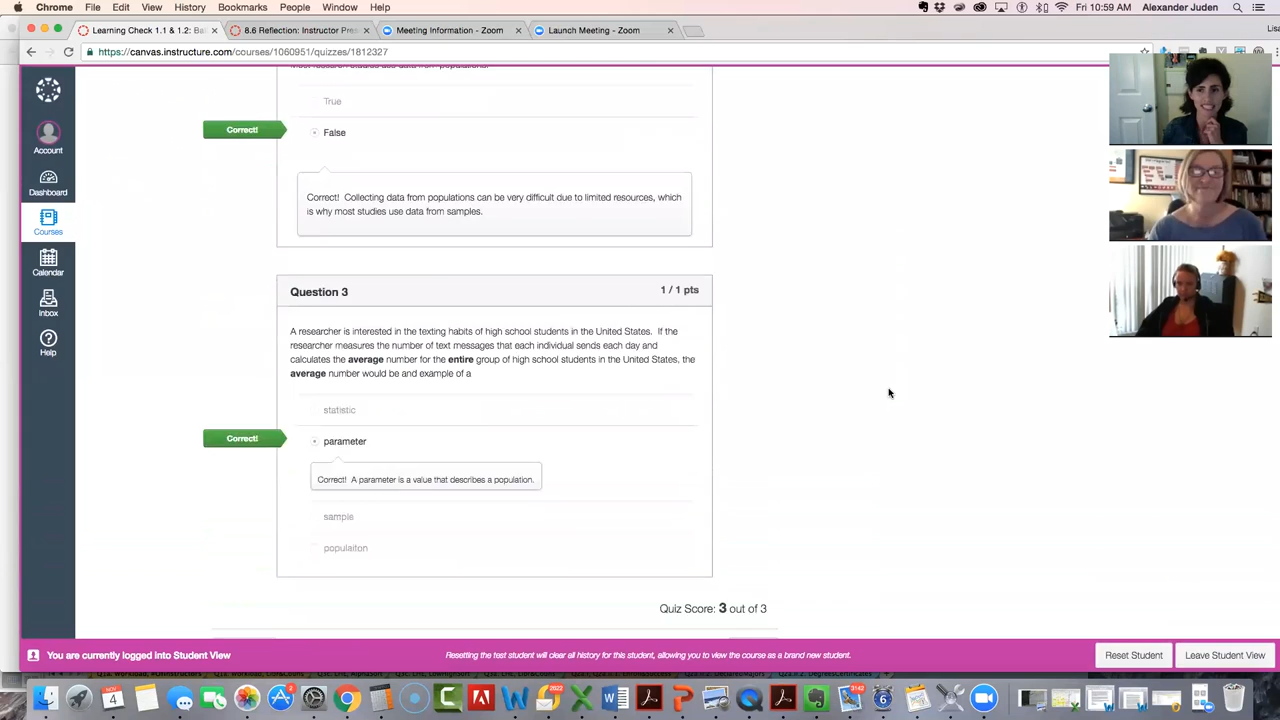 Chrome File Edit View History Bookmarks People Window Help
Fri 10:59 AM Alexander Juden
Learning Check 1.1 & 1.2: Ba
8.6 Reflection: Instructor Pres
Meeting Information - Zoom
Launch Meeting - Zoom
Lisa
https://canvas.instructure.com/courses/1060951/quizzes/1812327
Account
Dashboard
Courses
Calendar
Inbox
Help
True
Correct!
False
Correct! Collecting data from populations can be very difficult due to limited resources, which
is why most studies use data from samples.
Question 3
1 / 1 pts
A researcher is interested in the texting habits of high school students in the United States. If the
researcher measures the number of text messages that each individual sends each day and
calculates the average number for the entire group of high school students in the United States, the
average number would be and example of a
statistic
Correct!
parameter
Correct! A parameter is a value that describes a population.
sample
populaiton
Quiz Score: 3 out of 3
You are currently logged into Student View
Resetting the test student will clear all history for this student, allowing you to view the course as a brand new student.
Reset Student
Leave Student View